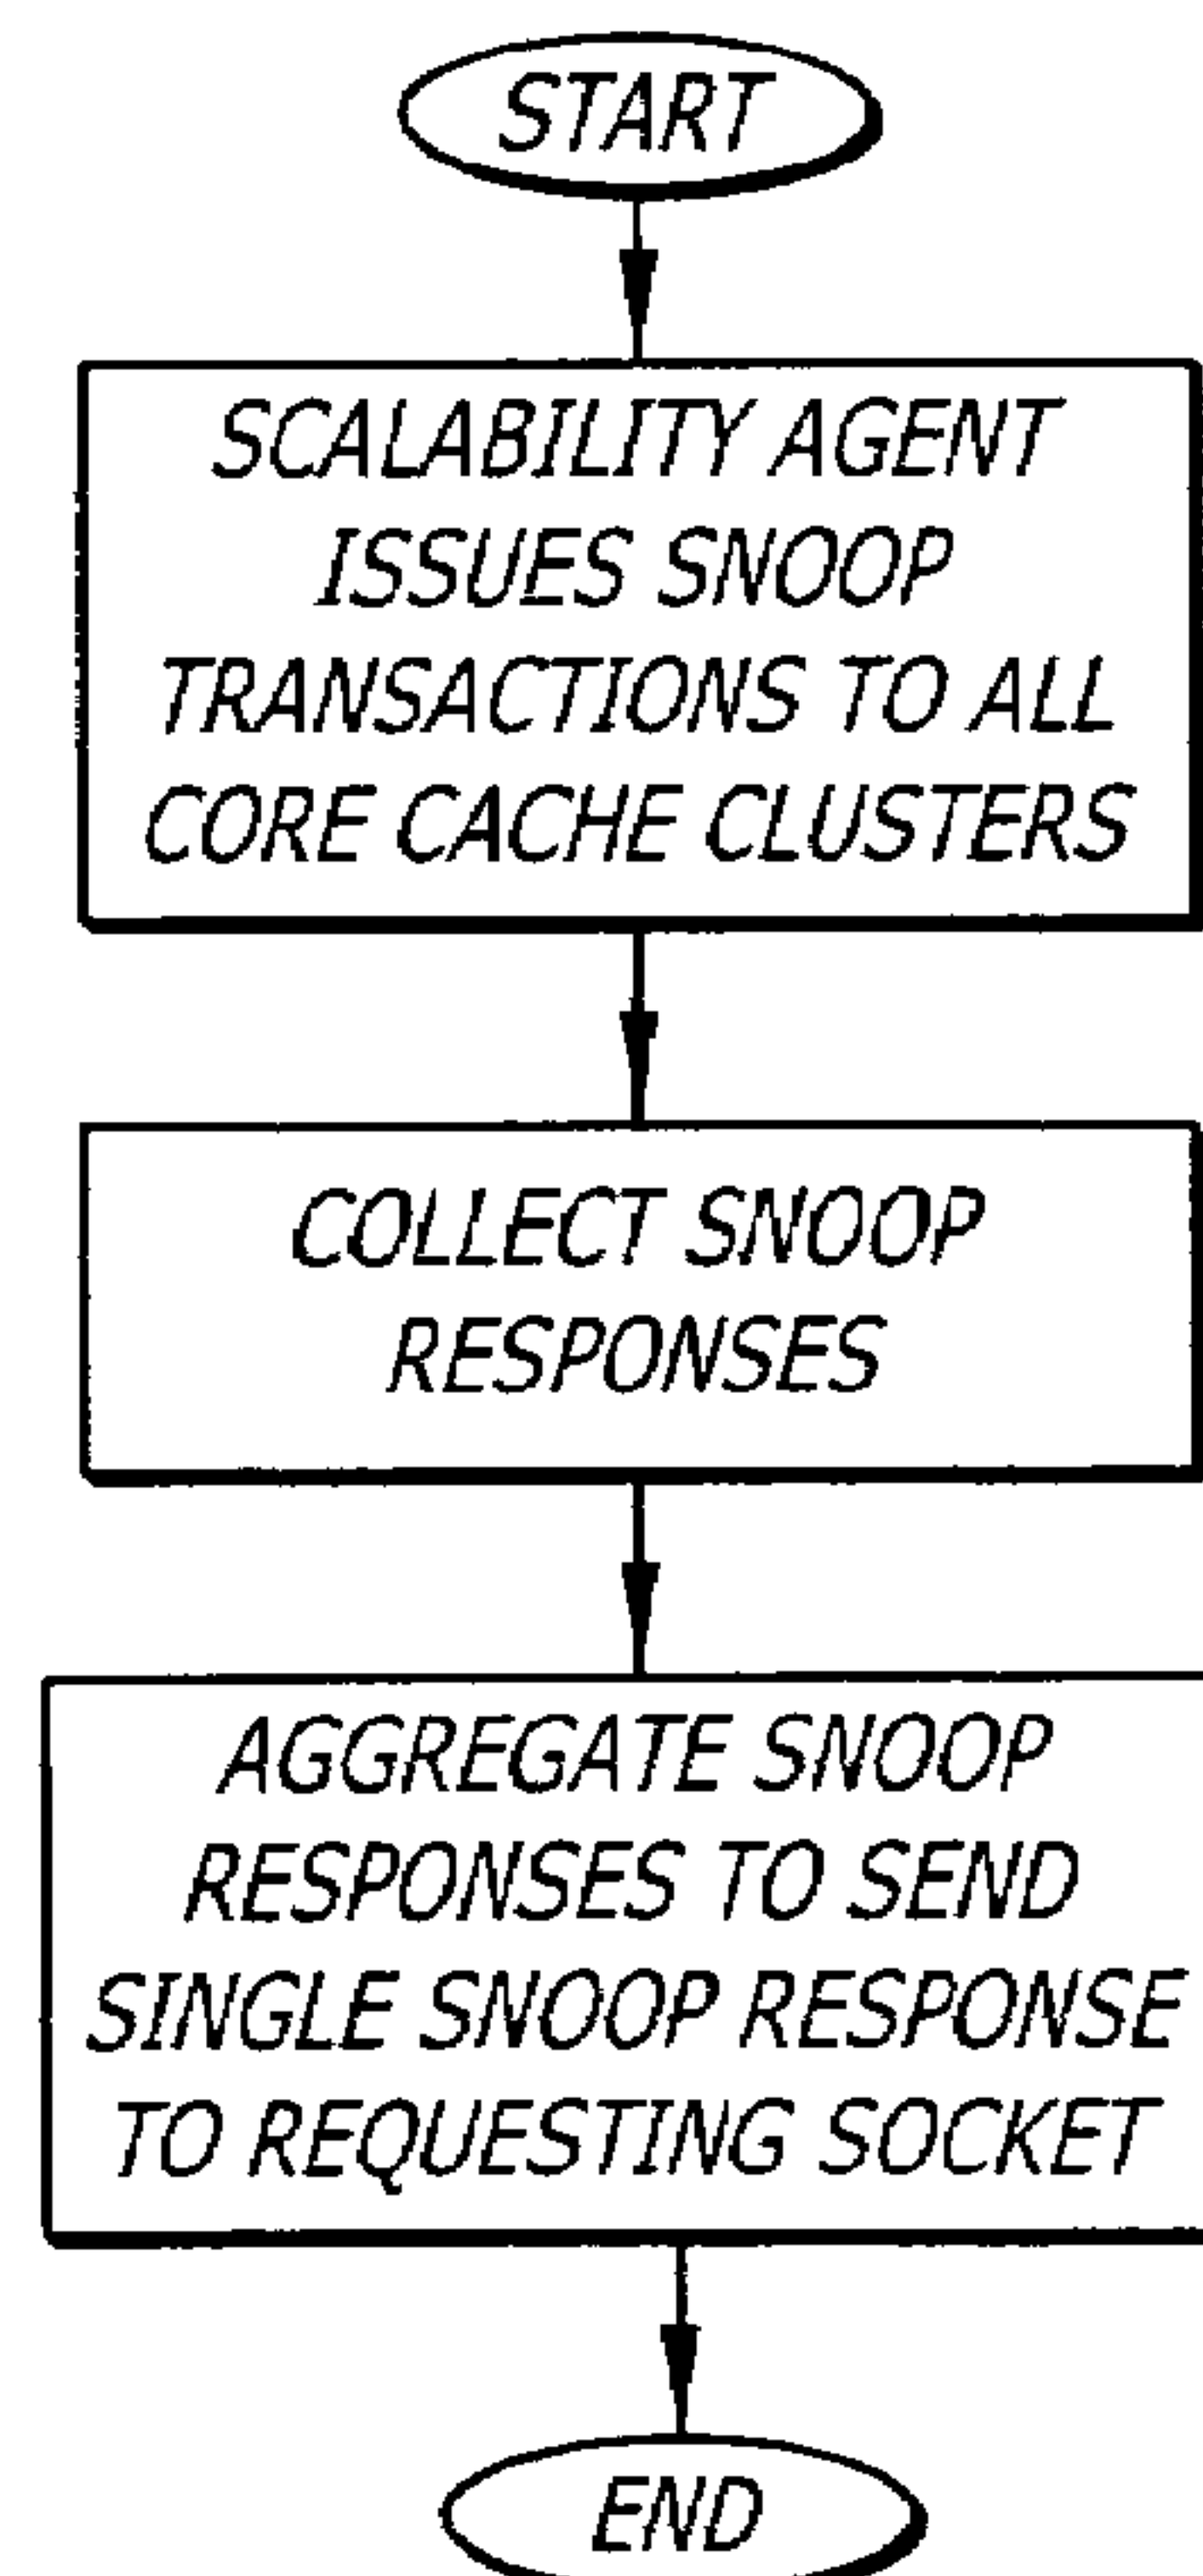 START
SCALABILITY AGENT
ISSUES SNOOP
TRANSACTIONS TO ALL
CORE CACHE CLUSTERS
COLLECT SNOOP
RESPONSES
AGGREGATE SNOOP
RESPONSES TO SEND
SINGLE SNOOP RESPONSE
TO REQUESTING SOCKET
END